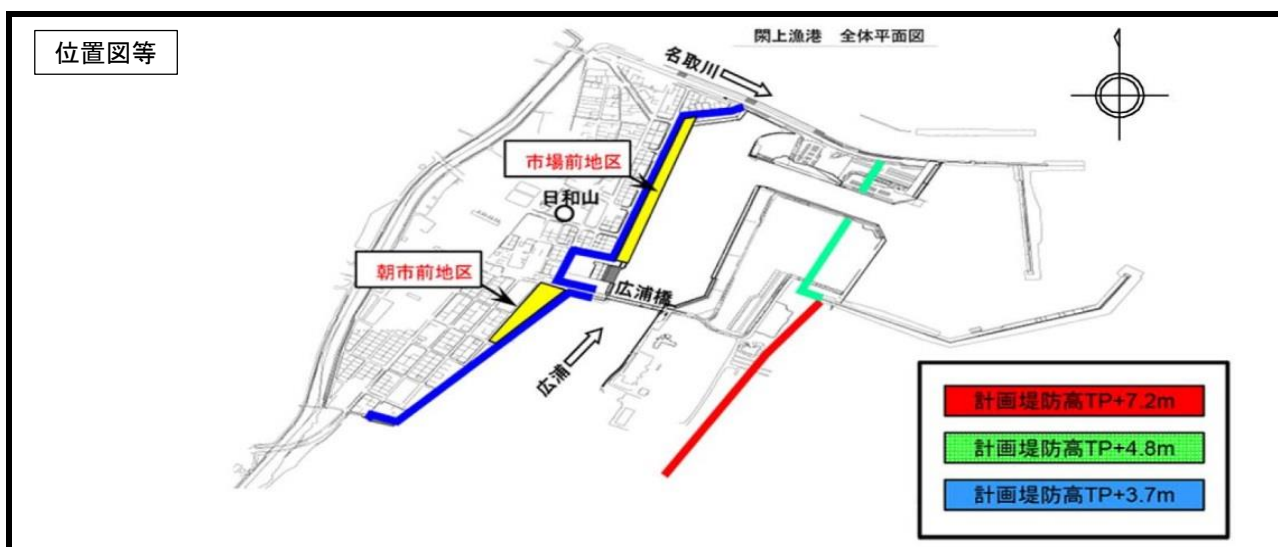 位置図等
閖上漁港 全体平面図
名取川
市場前地区
日和山
朝市前地区
広浦橋
広浦
計画堤防高TP+7.2m
計画堤防高TP+4.8m
計画堤防高TP+3.7m